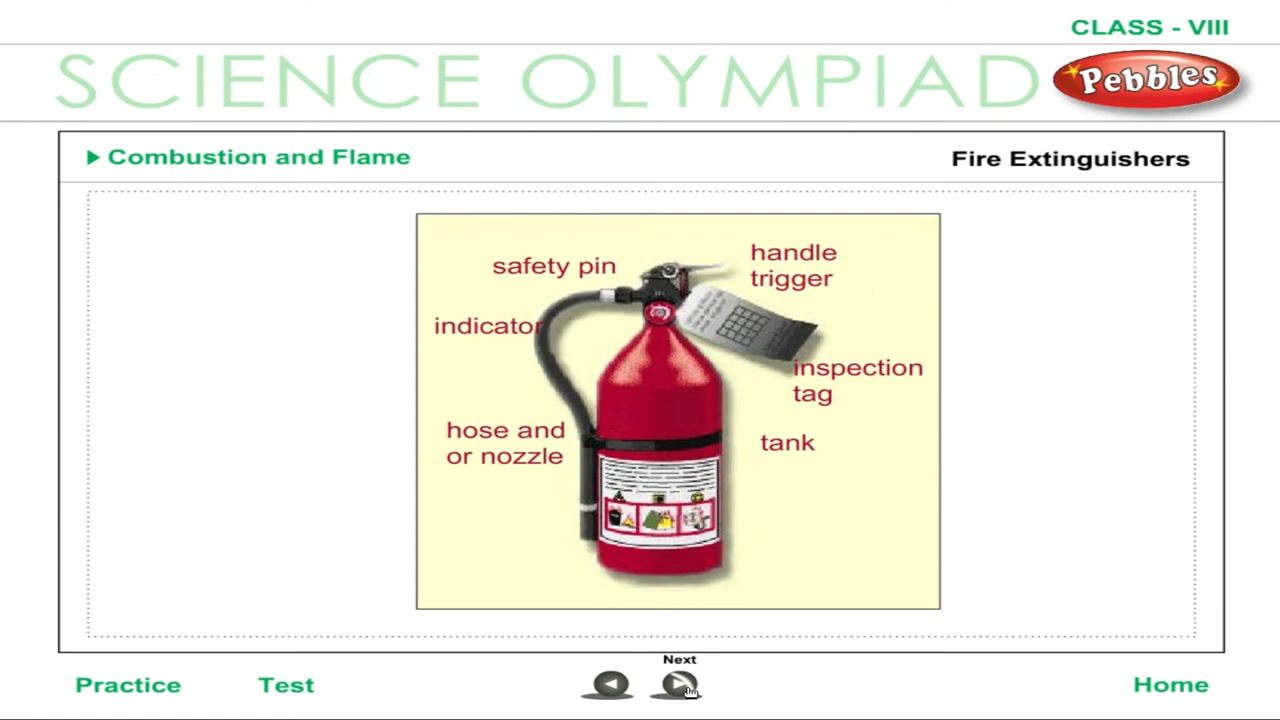 CLASS - VIII
SCIENCE OLYMPIAD
Pebbles
Combustion and Flame
Fire Extinguishers
safety pin
handle
trigger
indicator
inspection
tag
hose and
or nozzle
tank
Next
Practice
Test
Home